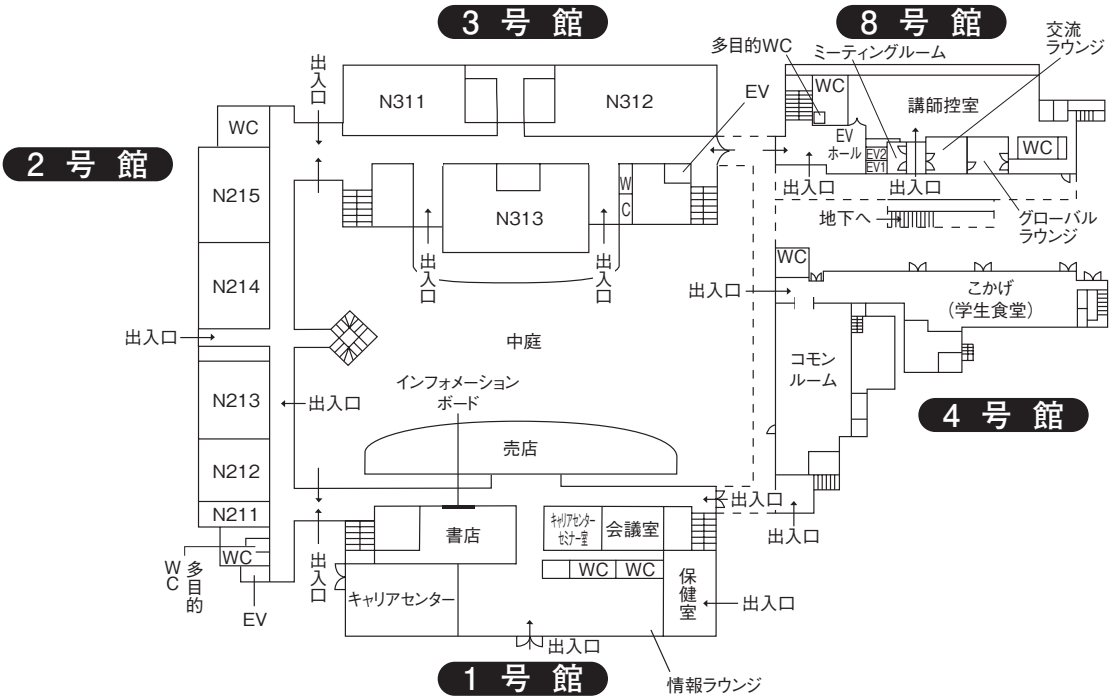 3 号 館
8 号 館
出入口
多目的WC
ミーティングルーム
交流
ラウンジ
EV
N311
N312
WC
講師控室
EV
ホール
EV2
EV1
WC
出入口
出入口
地下へ
グローバル
ラウンジ
2 号 館
WC
N215
N214
出入口
N213
出入口
N212
N211
WC
多目的
WC
EV
N313
WC
出入口
出入口
中庭
インフォメーション
ボード
売店
WC
出入口
こかげ
(学生食堂)
コモン
ルーム
4 号 館
出入口
出入口
出入口
書店
キャリアセンター
セミナー室
会議室
WC
WC
キャリアセンター
保健室
出入口
出入口
情報ラウンジ
1 号 館